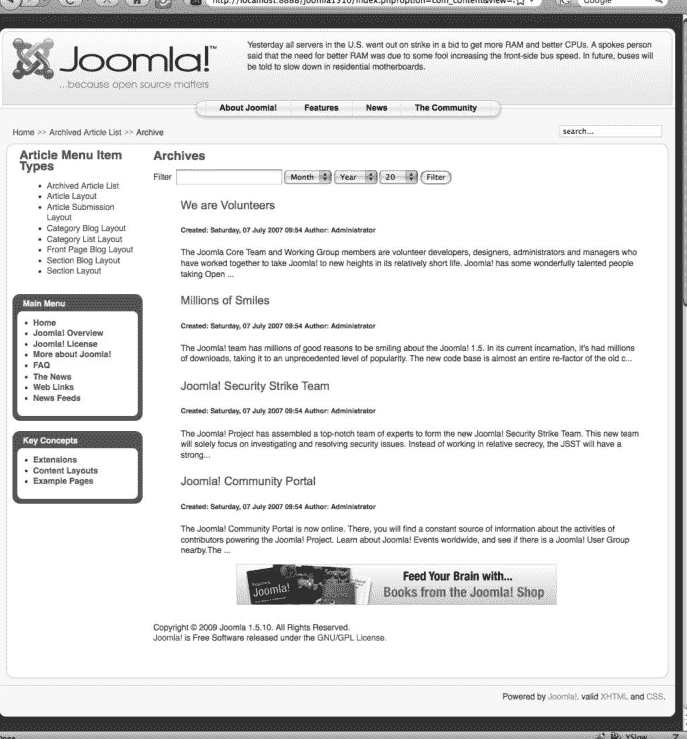 http://localhost:8888/joomla1510/index.php?option=com_content&view=
Google
Joomla!™
...because open source matters
Yesterday all servers in the U.S. went out on strike in a bid to get more RAM and better CPUs. A spokes person
said that the need for better RAM was due to some fool increasing the front-side bus speed. In future, buses will
be told to slow down in residential motherboards.
About Joomla! Features News The Community
Home >> Archived Article List >> Archive
search...
Article Menu Item
Types
Archived Article List
Article Layout
Article Submission
Layout
Category Blog Layout
Category List Layout
Front Page Blog Layout
Section Blog Layout
Section Layout
Main Menu
Home
Joomla! Overview
Joomla! License
More about Joomla!
FAQ
The News
Web Links
News Feeds
Key Concepts
Extensions
Content Layouts
Example Pages
Archives
Filter Month Year 20 Filter
We are Volunteers
Created: Saturday, 07 July 2007 09:54 Author: Administrator
The Joomla Core Team and Working Group members are volunteer developers, designers, administrators and managers who
have worked together to take Joomla! to new heights in its relatively short life. Joomla! has some wonderfully talented people
taking Open ...
Millions of Smiles
Created: Saturday, 07 July 2007 09:54 Author: Administrator
The Joomla! team has millions of good reasons to be smiling about the Joomla! 1.5. In its current incarnation, it's had millions
of downloads, taking it to an unprecedented level of popularity. The new code base is almost an entire re-factor of the old c...
Joomla! Security Strike Team
Created: Saturday, 07 July 2007 09:54 Author: Administrator
The Joomla! Project has assembled a top-notch team of experts to form the new Joomla! Security Strike Team. This new team
will solely focus on investigating and resolving security issues. Instead of working in relative secrecy, the JSST will have a
strong...
Joomla! Community Portal
Created: Saturday, 07 July 2007 09:54 Author: Administrator
The Joomla! Community Portal is now online. There, you will find a constant source of information about the activities of
contributors powering the Joomla! Project. Learn about Joomla! Events worldwide, and see if there is a Joomla! User Group
nearby.The ...
Joomla!
Feed Your Brain with...
Books from the Joomla! Shop
Copyright © 2009 Joomla 1.5.10. All Rights Reserved.
Joomla! is Free Software released under the GNU/GPL License.
Powered by Joomla!. valid XHTML and CSS.
YSlow